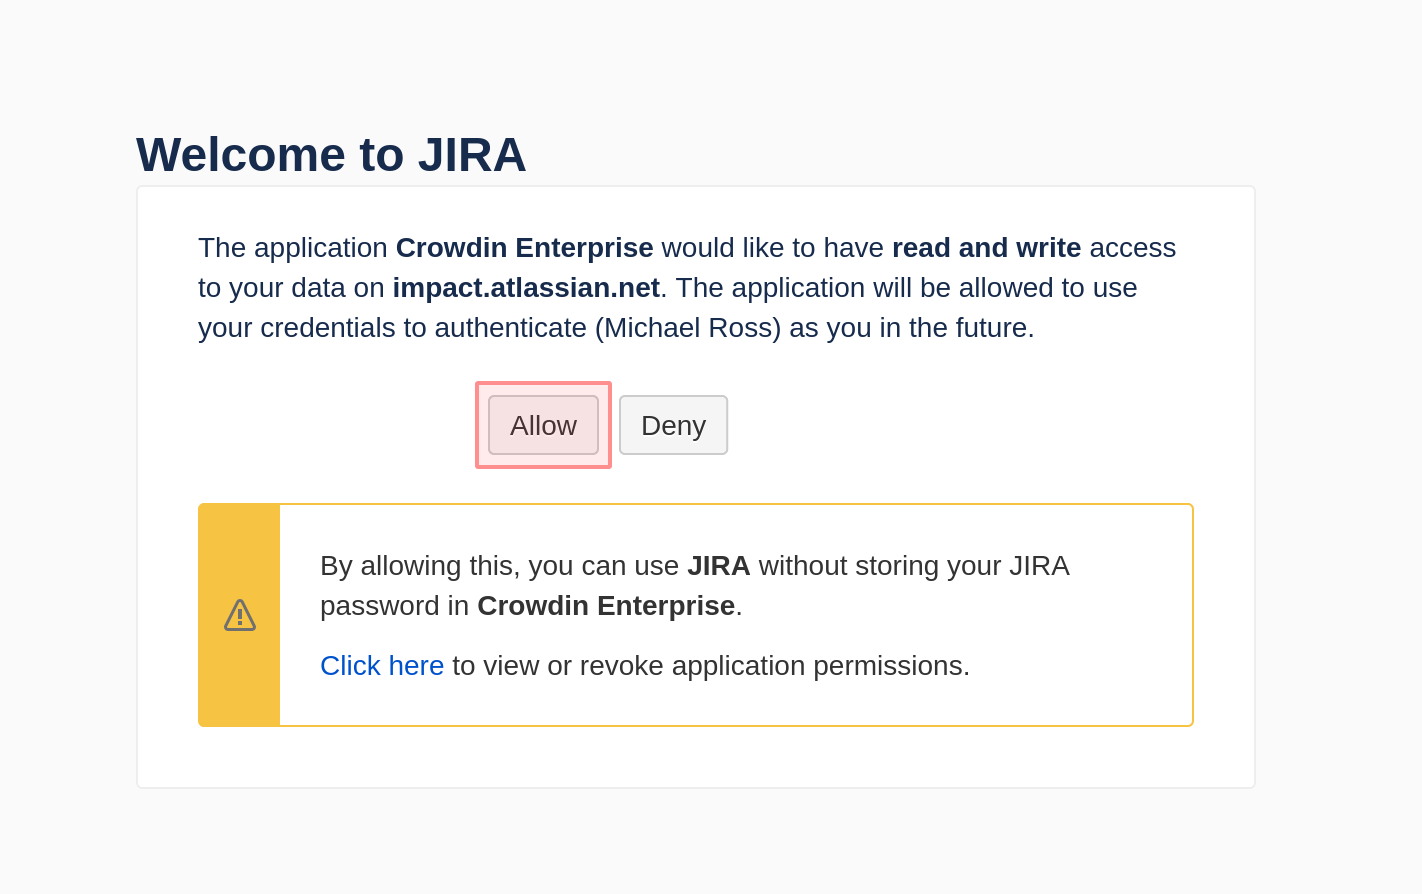 Welcome to JIRA
The application Crowdin Enterprise would like to have read and write access
to your data on impact.atlassian.net. The application will be allowed to use
your credentials to authenticate (Michael Ross) as you in the future.
Allow Deny
By allowing this, you can use JIRA without storing your JIRA
password in Crowdin Enterprise.
Click here to view or revoke application permissions.